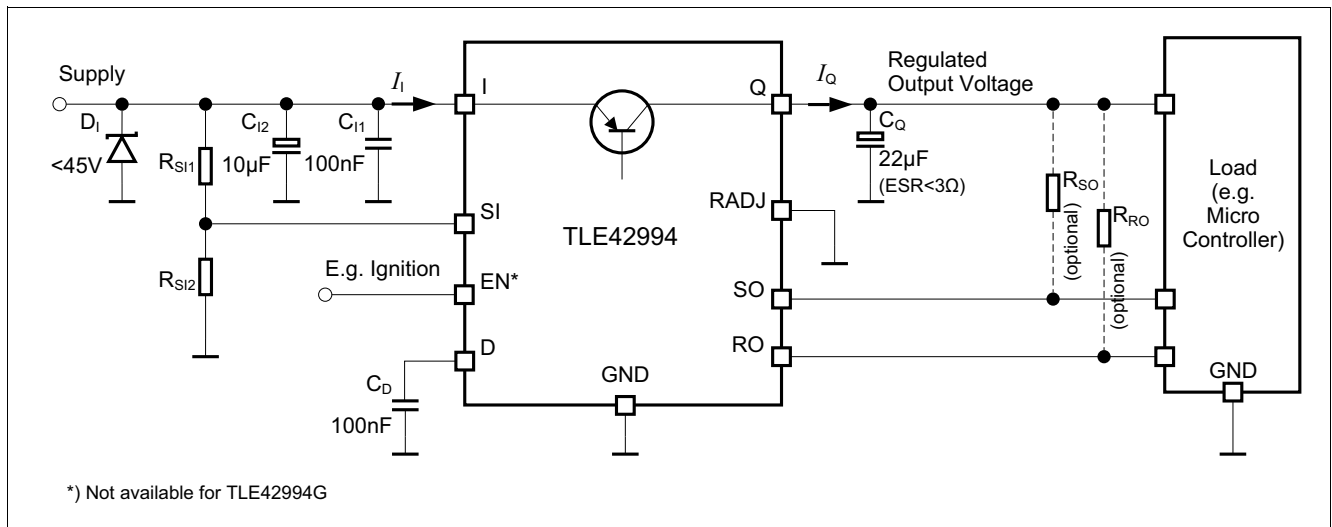 Supply
D_I
<45V
R_SI1
R_SI2
C_I2
10µF
C_I1
100nF
I_I
I
SI
E.g. Ignition
EN*
D
C_D
100nF
TLE42994
GND
Q
RADJ
SO
RO
I_Q
Regulated
Output Voltage
C_Q
22µF
(ESR<3Ω)
R_SO
(optional)
R_RO
(optional)
Load
(e.g.
Micro
Controller)
GND
*) Not available for TLE42994G